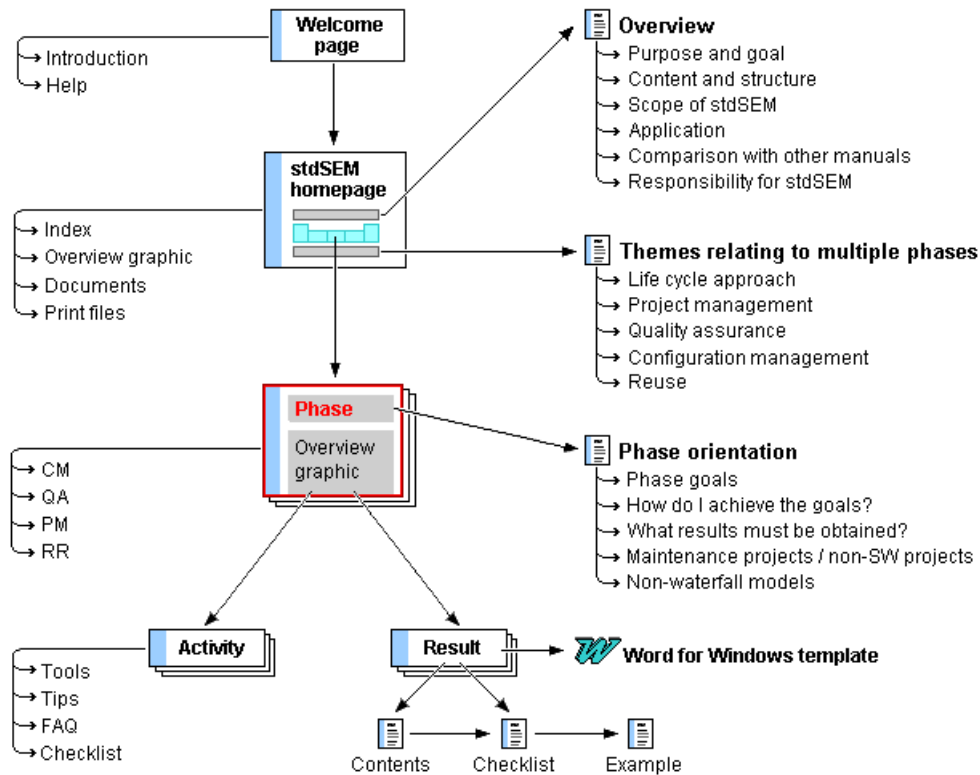 Welcome
page
Introduction
Help
Overview
Purpose and goal
Content and structure
Scope of stdSEM
Application
Comparison with other manuals
Responsibility for stdSEM
stdSEM
homepage
Index
Overview graphic
Documents
Print files
Themes relating to multiple phases
Life cycle approach
Project management
Quality assurance
Configuration management
Reuse
Phase
Overview
graphic
CM
QA
PM
RR
Phase orientation
Phase goals
How do I achieve the goals?
What results must be obtained?
Maintenance projects / non-SW projects
Non-waterfall models
Activity
Tools
Tips
FAQ
Checklist
Result
W Word for Windows template
Contents
Checklist
Example